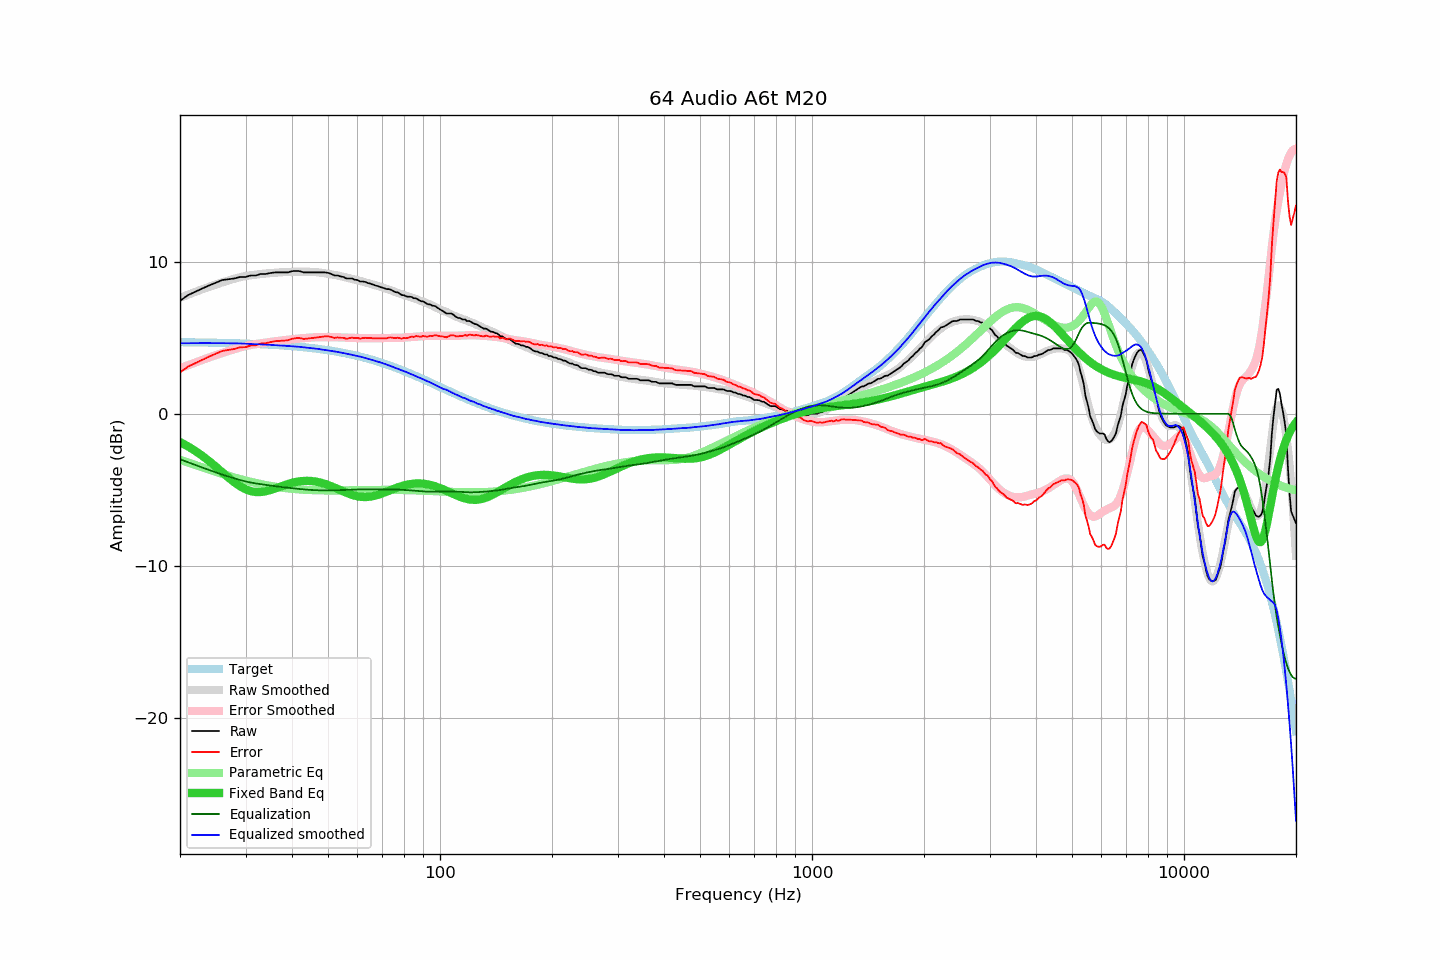 64 Audio A6t M20
Amplitude (dBr)
10
0
−10
−20
Target
Raw Smoothed
Error Smoothed
Raw
Error
Parametric Eq
Fixed Band Eq
Equalization
Equalized smoothed
100
1000
10000
Frequency (Hz)